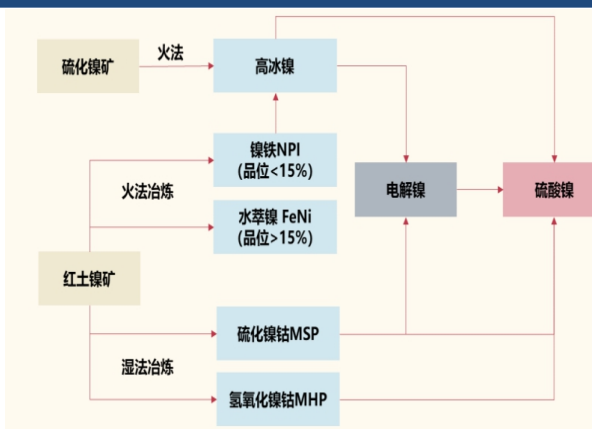 硫化镍矿
火法
高冰镍
镍铁NPI
(品位<15%)
火法冶炼
水萃镍 FeNi
(品位>15%)
电解镍
硫酸镍
红土镍矿
硫化镍钴MSP
湿法冶炼
氢氧化镍钴MHP